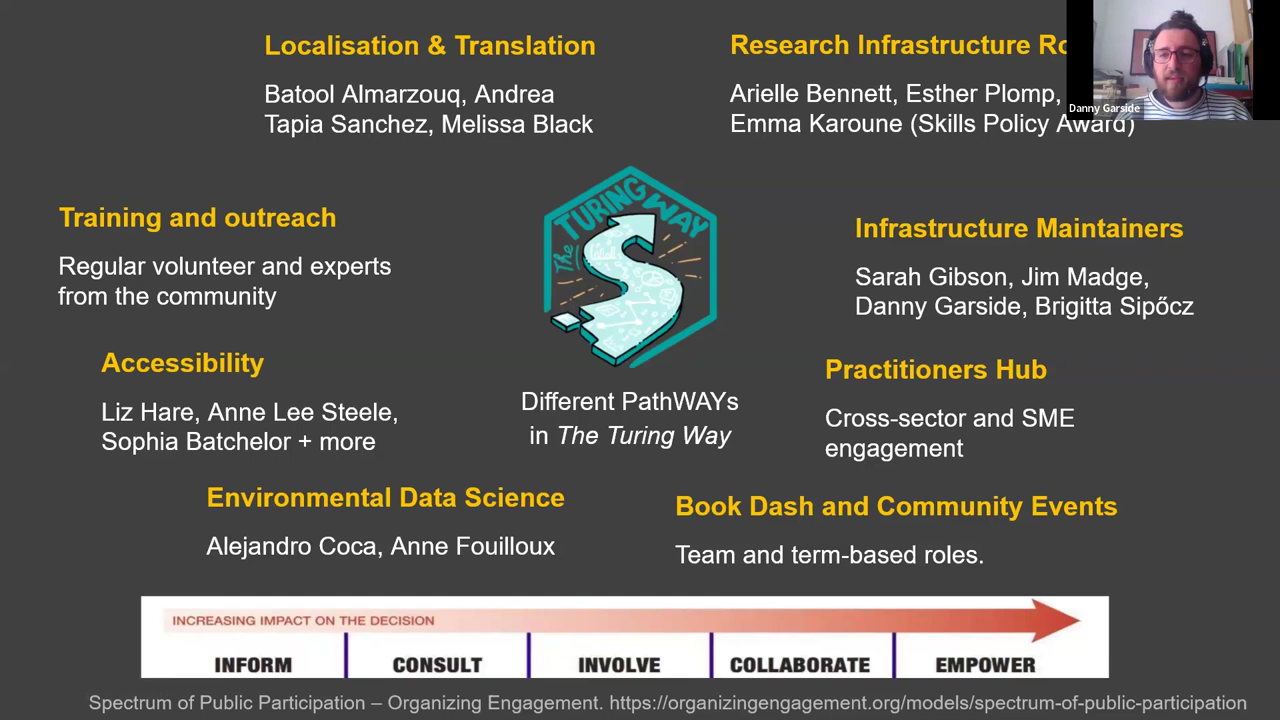 Localisation & Translation
Batool Almarzouq, Andrea
Tapia Sanchez, Melissa Black
Research Infrastructure
Arielle Bennett, Esther Plomp,
Emma Karoune (Skills Policy Award)
Danny Garside
Training and outreach
Regular volunteer and experts
from the community
The TURING WAY
Infrastructure Maintainers
Sarah Gibson, Jim Madge,
Danny Garside, Brigitta Sipőcz
Accessibility
Liz Hare, Anne Lee Steele,
Sophia Batchelor + more
Different PathWAYs
in The Turing Way
Practitioners Hub
Cross-sector and SME
engagement
Environmental Data Science
Alejandro Coca, Anne Fouilloux
Book Dash and Community Events
Team and term-based roles.
INCREASING IMPACT ON THE DECISION
INFORM CONSULT INVOLVE COLLABORATE EMPOWER
Spectrum of Public Participation – Organizing Engagement. https://organizingengagement.org/models/spectrum-of-public-participation